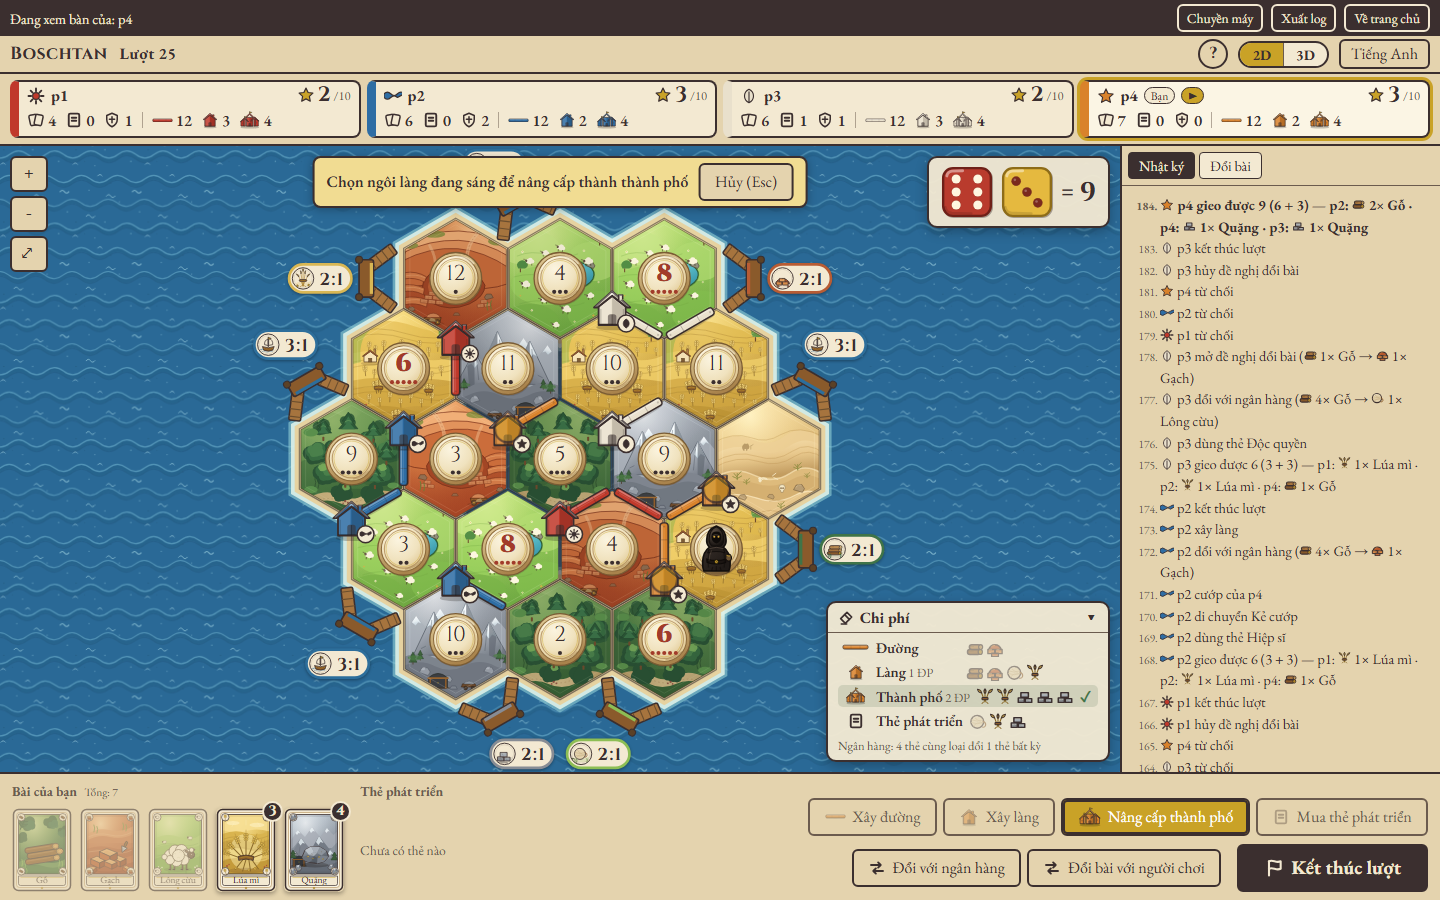 Đang xem bàn của: p4
Chuyền máy
Xuất log
Về trang chủ
BOSCHTAN Lượt 25
?
2D 3D
Tiếng Anh
p1 2 /10
4 0 1 12 3 4
p2 3 /10
6 0 2 12 2 4
p3 2 /10
6 1 1 12 3 4
p4 Bạn 3 /10
7 0 0 12 2 4
+
-
Chọn ngôi làng đang sáng để nâng cấp thành thành phố
Hủy (Esc)
= 9
12 4 8
2:1 2:1
3:1 3:1
6 11 10 11
9 3 5 9
3 8 4
2:1
10 2 6
3:1
2:1 2:1
Chi phí ▼
Đường
Làng 1 ĐP
Thành phố 2 ĐP ✓
Thẻ phát triển
Ngân hàng: 4 thẻ cùng loại đổi 1 thẻ bất kỳ
Nhật ký
Đổi bài
184. p4 gieo được 9 (6 + 3) — p2: 2× Gỗ ·
p4: 1× Quặng · p3: 1× Quặng
183. p3 kết thúc lượt
182. p3 hủy đề nghị đổi bài
181. p4 từ chối
180. p2 từ chối
179. p1 từ chối
178. p3 mở đề nghị đổi bài (1× Gỗ → 1×
Gạch)
177. p3 đổi với ngân hàng (4× Gỗ → 1×
Lông cừu)
176. p3 dùng thẻ Độc quyền
175. p3 gieo được 6 (3 + 3) — p1: 1× Lúa mì ·
p2: 1× Lúa mì · p4: 1× Gỗ
174. p2 kết thúc lượt
173. p2 xây làng
172. p2 đổi với ngân hàng (4× Gỗ → 1×
Gạch)
171. p2 cướp của p4
170. p2 di chuyển Kẻ cướp
169. p2 dùng thẻ Hiệp sĩ
168. p2 gieo được 6 (3 + 3) — p1: 1× Lúa mì ·
p2: 1× Lúa mì · p4: 1× Gỗ
167. p1 kết thúc lượt
166. p1 hủy đề nghị đổi bài
165. p4 từ chối
164. p3 từ chối
Bài của bạn Tổng: 7
Gỗ
Gạch
Lông cừu
3
Lúa mì
4
Quặng
Thẻ phát triển
Chưa có thẻ nào
Xây đường
Xây làng
Nâng cấp thành phố
Mua thẻ phát triển
Đổi với ngân hàng
Đổi bài với người chơi
Kết thúc lượt